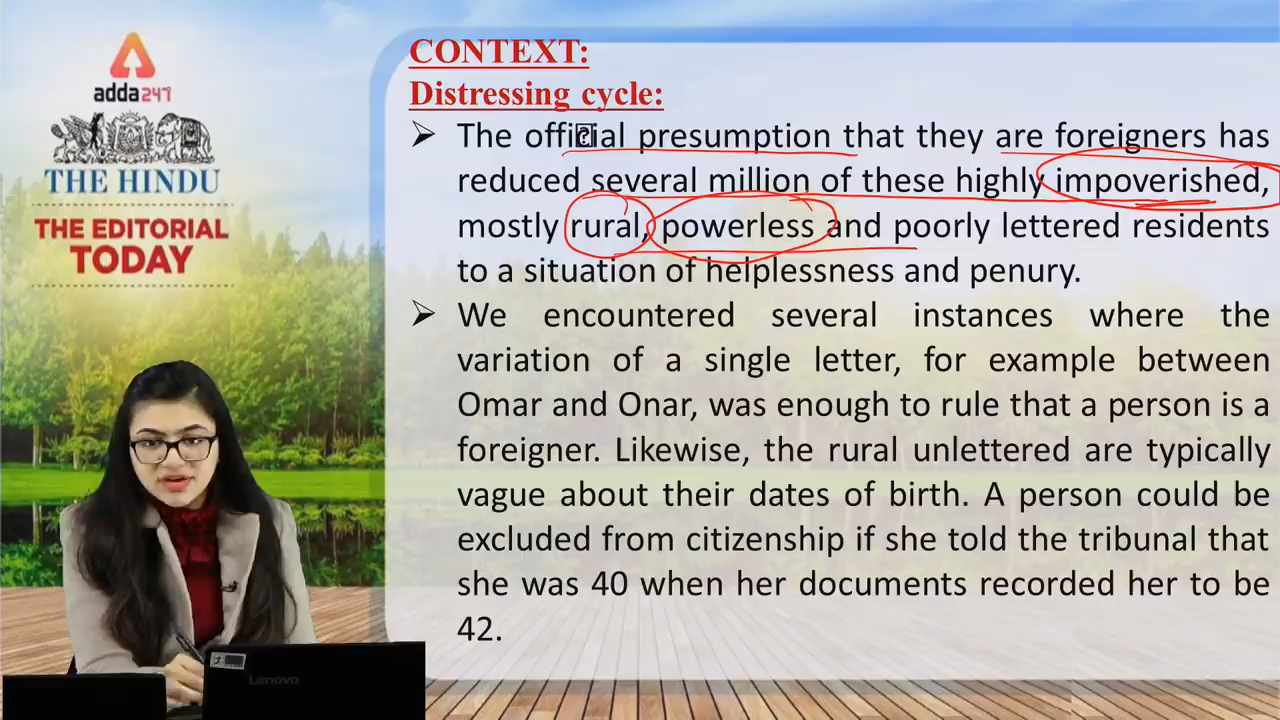 adda247
THE HINDU
THE EDITORIAL
TODAY
CONTEXT:
Distressing cycle:
The official presumption that they are foreigners has
reduced several million of these highly impoverished,
mostly rural, powerless and poorly lettered residents
to a situation of helplessness and penury.
We encountered several instances where the
variation of a single letter, for example between
Omar and Onar, was enough to rule that a person is a
foreigner. Likewise, the rural unlettered are typically
vague about their dates of birth. A person could be
excluded from citizenship if she told the tribunal that
she was 40 when her documents recorded her to be
42.
Lenovo